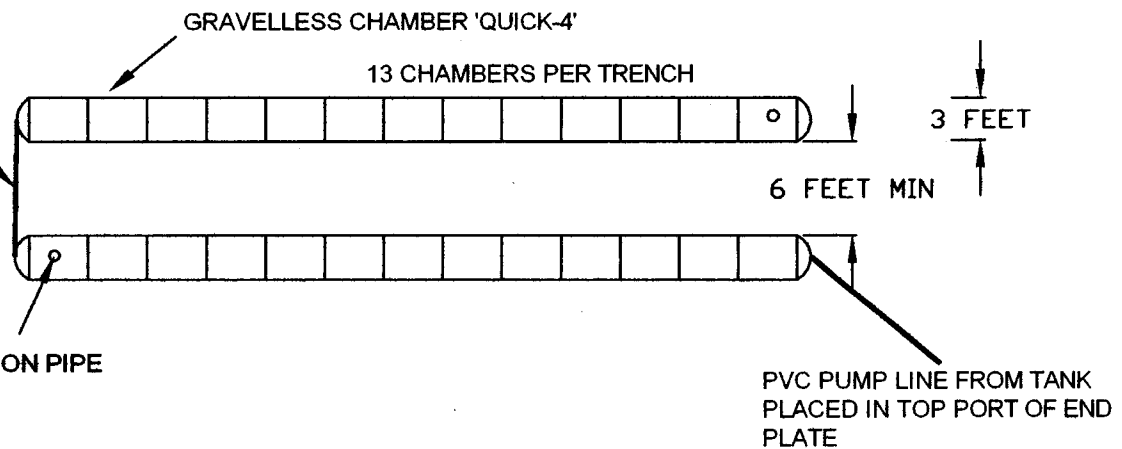 GRAVELLESS CHAMBER 'QUICK-4'
13 CHAMBERS PER TRENCH
3 FEET
6 FEET MIN
ON PIPE
PVC PUMP LINE FROM TANK
PLACED IN TOP PORT OF END
PLATE